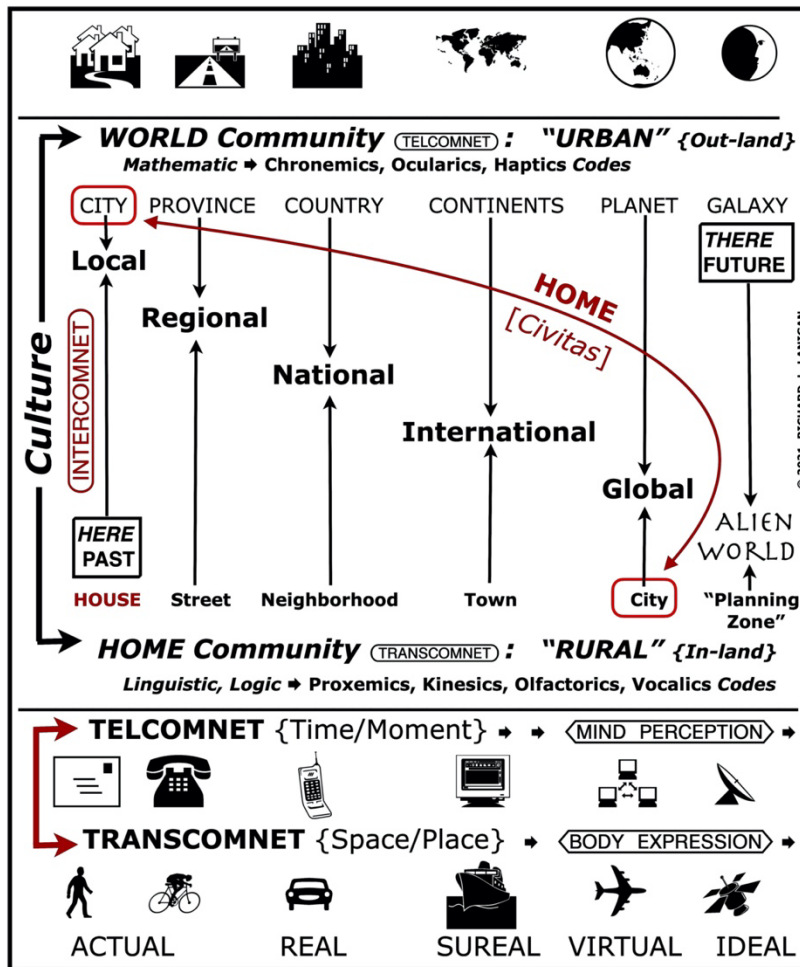 WORLD Community TELCOMNET : "URBAN" {Out-land}
Mathematic ➡ Chronemics, Ocularics, Haptics Codes
CITY PROVINCE COUNTRY CONTINENTS PLANET GALAXY
THERE
FUTURE
Local
HOME
[Civitas]
Regional
National
International
Global
Culture
INTERCOMNET
HERE
PAST
ALIEN
WORLD
HOUSE Street Neighborhood Town City "Planning
Zone"
HOME Community TRANSCOMNET : "RURAL" {In-land}
Linguistic, Logic ➡ Proxemics, Kinesics, Olfactorics, Vocalics Codes
TELCOMNET {Time/Moment} ➡ ➡ MIND PERCEPTION ➡
TRANSCOMNET {Space/Place} ➡ BODY EXPRESSION ➡
ACTUAL REAL SUREAL VIRTUAL IDEAL